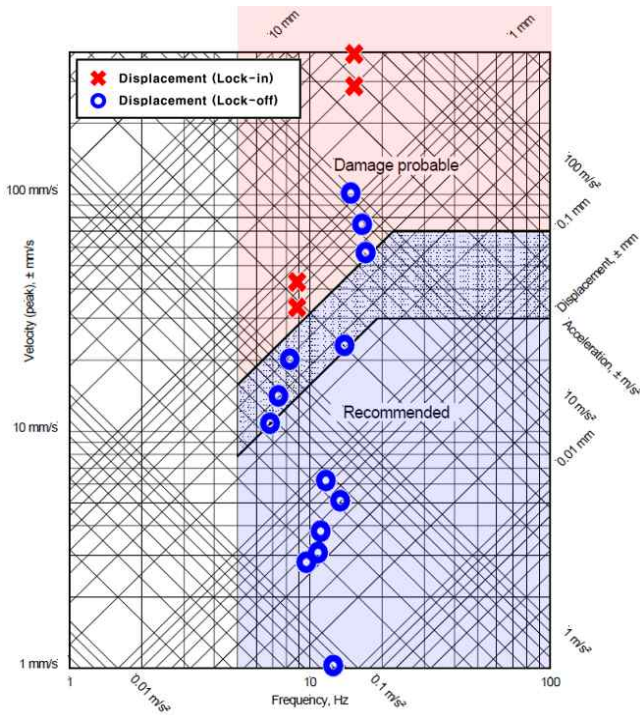 10 mm
1 mm
Displacement (Lock-in)
Displacement (Lock-off)
Damage probable
100 m/s²
100 mm/s
0.1 mm
Displacement, ± mm
Velocity (peak), ± mm/s
Acceleration, ± m/s²
Recommended
10 m/s²
10 mm/s
0.01 mm
1 m/s²
1 mm/s
1
0.01 m/s²
10
0.1 m/s²
100
Frequency, Hz